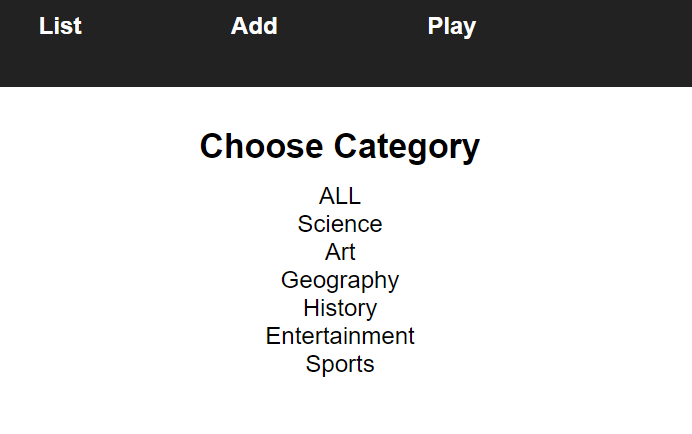 List Add Play
Choose Category
ALL
Science
Art
Geography
History
Entertainment
Sports